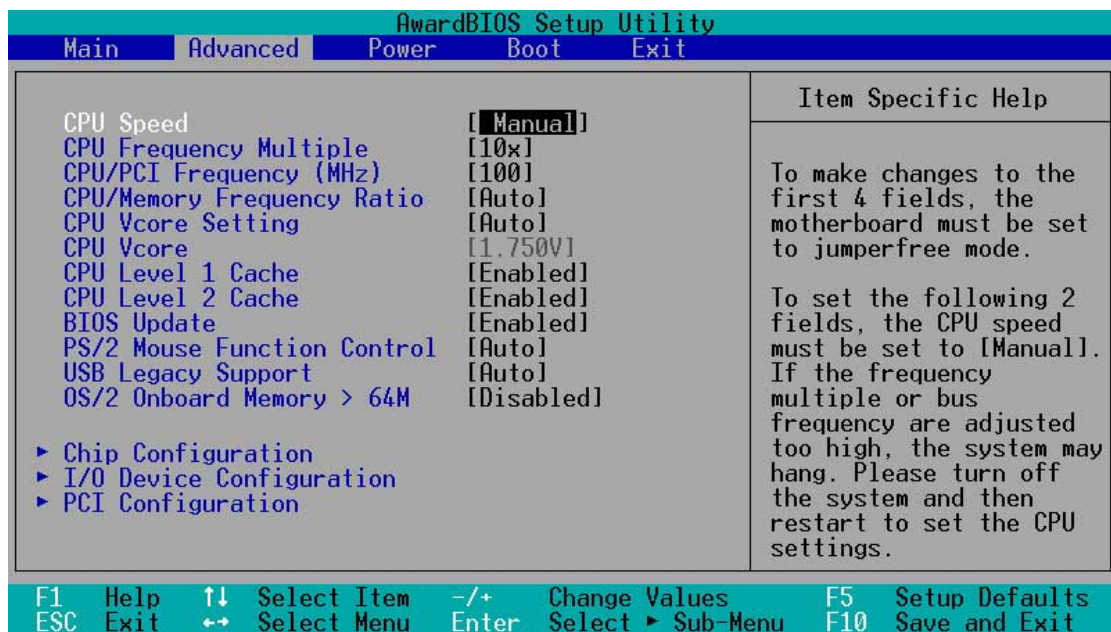 AwardBIOS Setup Utility
Main Advanced Power Boot Exit
CPU Speed [ Manual]
CPU Frequency Multiple [10x]
CPU/PCI Frequency (MHz) [100]
CPU/Memory Frequency Ratio [Auto]
CPU Vcore Setting [Auto]
CPU Vcore [1.750V]
CPU Level 1 Cache [Enabled]
CPU Level 2 Cache [Enabled]
BIOS Update [Enabled]
PS/2 Mouse Function Control [Auto]
USB Legacy Support [Auto]
OS/2 Onboard Memory > 64M [Disabled]
► Chip Configuration
► I/O Device Configuration
► PCI Configuration
Item Specific Help
To make changes to the
first 4 fields, the
motherboard must be set
to jumperfree mode.
To set the following 2
fields, the CPU speed
must be set to [Manual].
If the frequency
multiple or bus
frequency are adjusted
too high, the system may
hang. Please turn off
the system and then
restart to set the CPU
settings.
F1 Help ↑↓ Select Item -/+ Change Values F5 Setup Defaults
ESC Exit ←→ Select Menu Enter Select ► Sub-Menu F10 Save and Exit